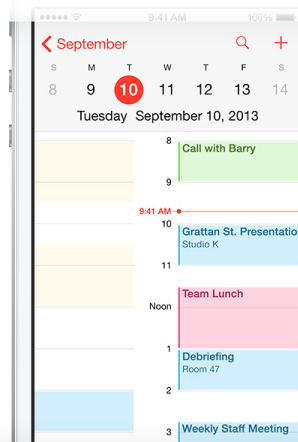 9:41 AM 100%
September
S M T W T F S
8 9 10 11 12 13 14
Tuesday September 10, 2013
8
Call with Barry
9
9:41 AM
10
Grattan St. Presentatio
Studio K
11
Team Lunch
Noon
1
Debriefing
Room 47
2
Weekly Staff Meeting
3